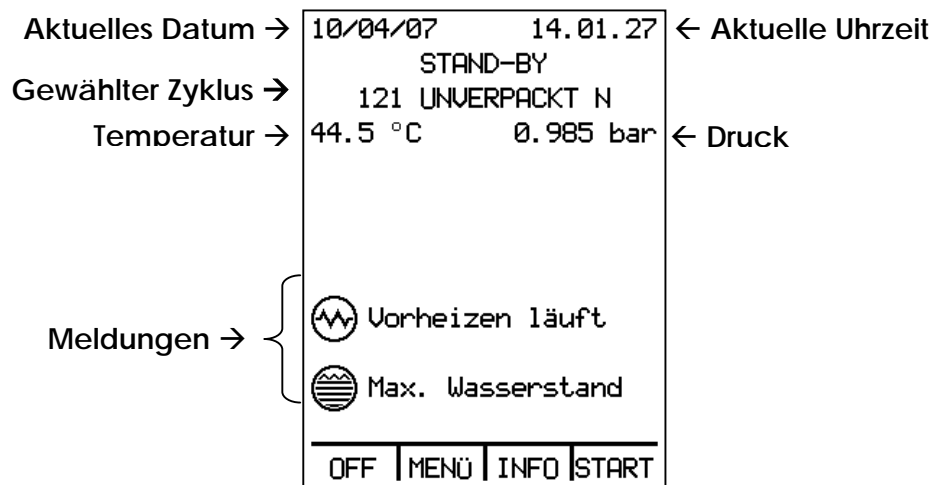 Aktuelles Datum → 10/04/07 14.01.27 ← Aktuelle Uhrzeit
STAND-BY
Gewählter Zyklus → 121 UNVERPACKT N
Temperatur → 44.5 °C 0.985 bar ← Druck
Vorheizen läuft
Meldungen →
Max. Wasserstand
OFF MENÜ INFO START